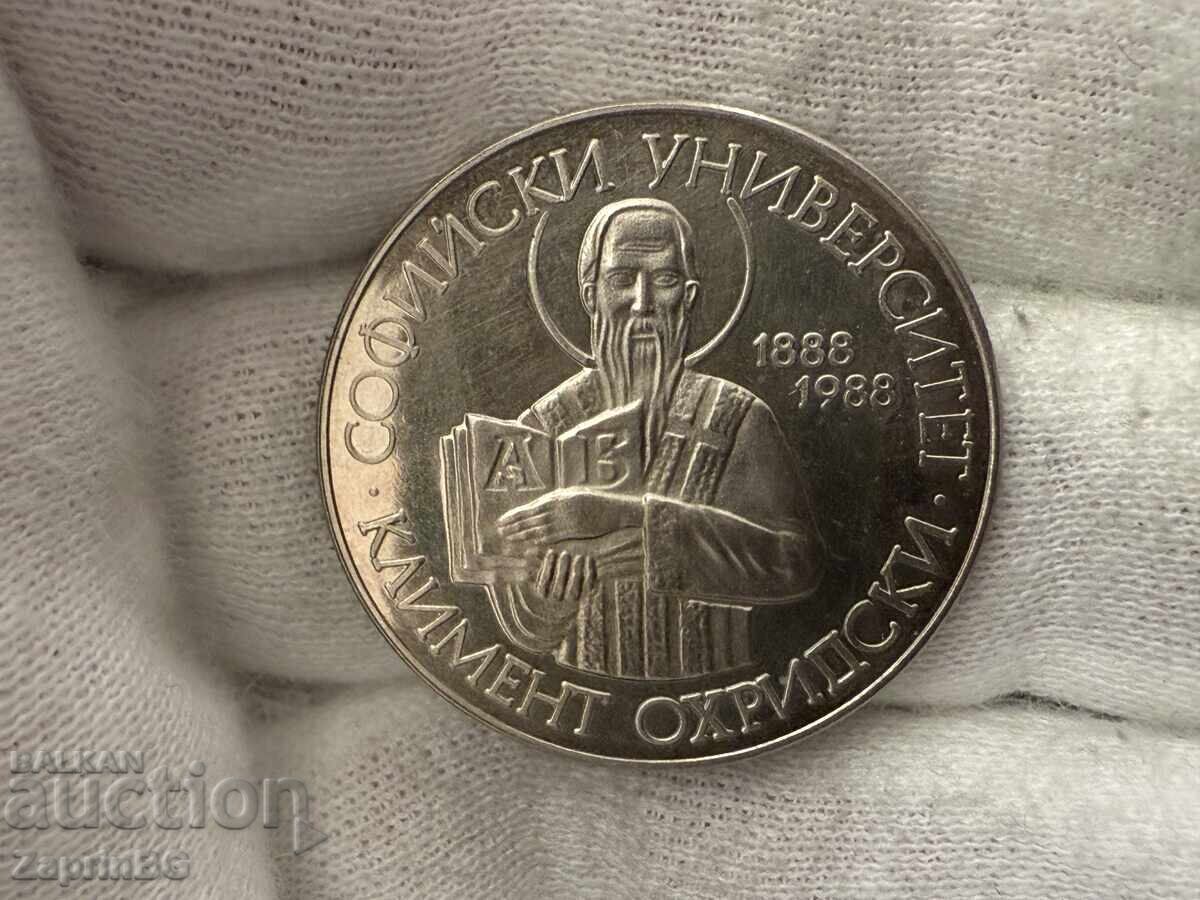 · СОФИЙСКИ УНИВЕРСИТЕТ ·
КЛИМЕНТ ОХРИДСКИ
1888
1988
А Б
BALKAN
auction
ZaprinBG